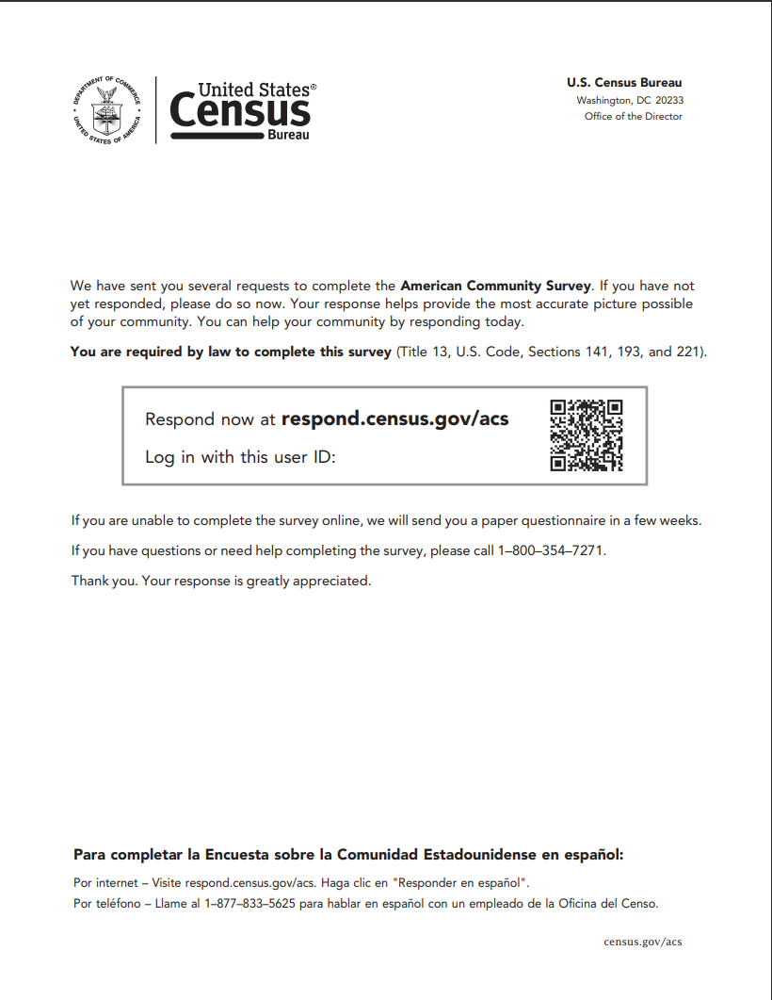 DEPARTMENT OF COMMERCE
UNITED STATES OF AMERICA
United States®
Census
Bureau
U.S. Census Bureau
Washington, DC 20233
Office of the Director
We have sent you several requests to complete the American Community Survey. If you have not
yet responded, please do so now. Your response helps provide the most accurate picture possible
of your community. You can help your community by responding today.
You are required by law to complete this survey (Title 13, U.S. Code, Sections 141, 193, and 221).
Respond now at respond.census.gov/acs
Log in with this user ID:
If you are unable to complete the survey online, we will send you a paper questionnaire in a few weeks.
If you have questions or need help completing the survey, please call 1–800–354–7271.
Thank you. Your response is greatly appreciated.
Para completar la Encuesta sobre la Comunidad Estadounidense en español:
Por internet – Visite respond.census.gov/acs. Haga clic en "Responder en español".
Por teléfono – Llame al 1–877–833–5625 para hablar en español con un empleado de la Oficina del Censo.
census.gov/acs